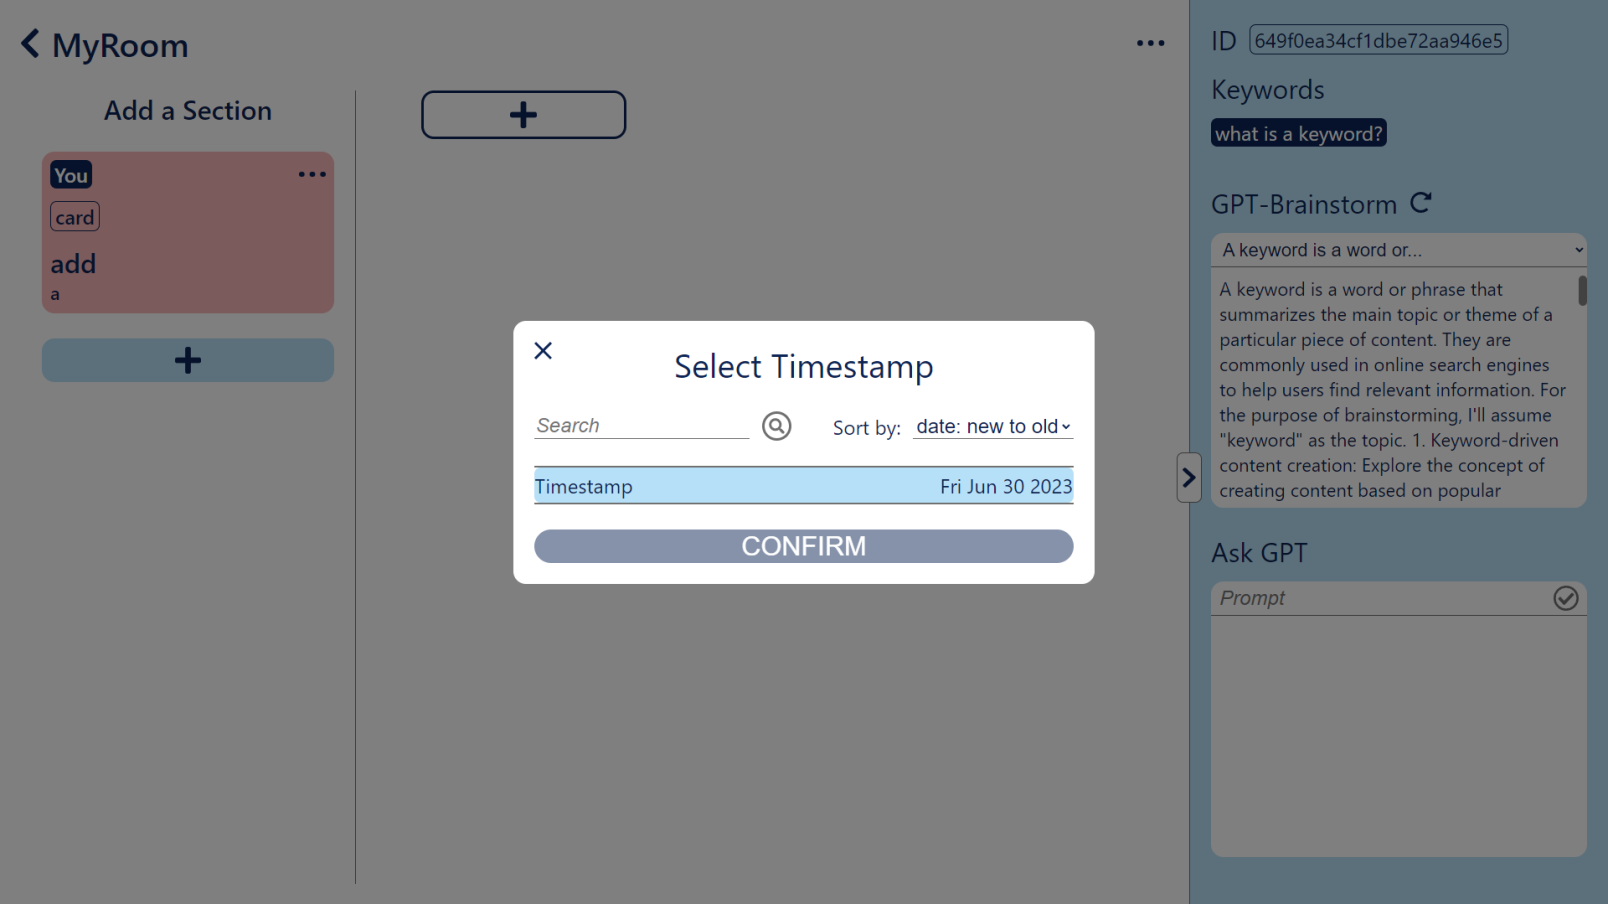 MyRoom
Add a Section
You
card
add
a
Select Timestamp
Search
Sort by: date: new to old
Timestamp Fri Jun 30 2023
CONFIRM
ID 649f0ea34cf1dbe72aa946e5
Keywords
what is a keyword?
GPT-Brainstorm
A keyword is a word or...
A keyword is a word or phrase that
summarizes the main topic or theme of a
particular piece of content. They are
commonly used in online search engines
to help users find relevant information. For
the purpose of brainstorming, I'll assume
"keyword" as the topic. 1. Keyword-driven
content creation: Explore the concept of
creating content based on popular
Ask GPT
Prompt